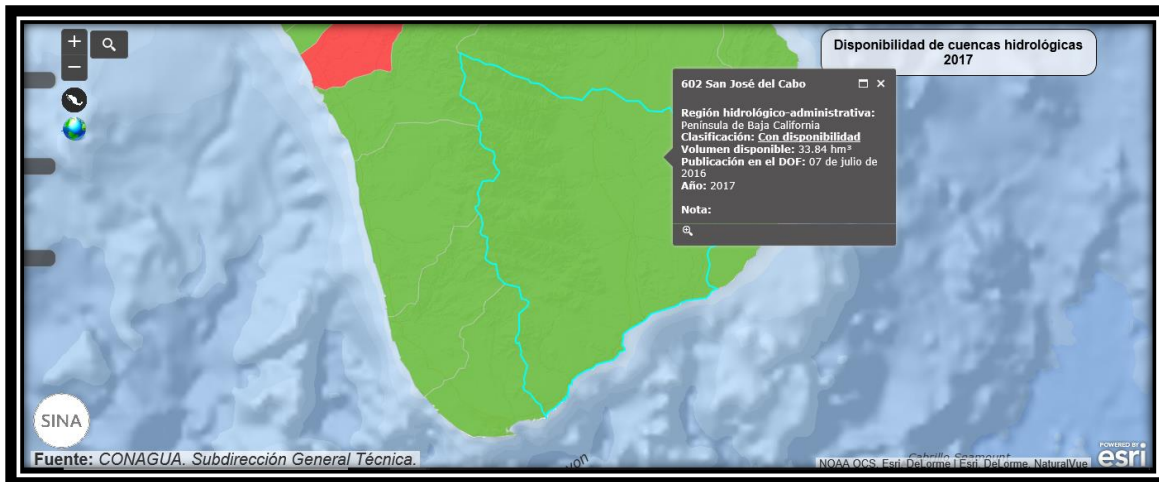 +
−
Disponibilidad de cuencas hidrológicas
2017
602 San José del Cabo
Región hidrológico-administrativa:
Península de Baja California
Clasificación: Con disponibilidad
Volumen disponible: 33.84 hm³
Publicación en el DOF: 07 de julio de
2016
Año: 2017
Nota:
SINA
Fuente: CONAGUA. Subdirección General Técnica.
yon
Cabrillo Seamount
NOAA OCS, Esri, DeLorme | Esri, DeLorme, NaturalVue
POWERED BY
esri